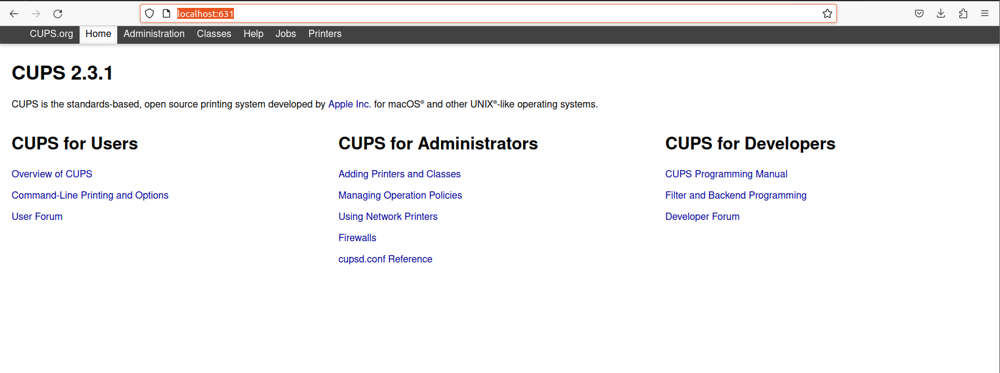 localhost:631
CUPS.org Home Administration Classes Help Jobs Printers
CUPS 2.3.1
CUPS is the standards-based, open source printing system developed by Apple Inc. for macOS® and other UNIX®-like operating systems.
CUPS for Users
Overview of CUPS
Command-Line Printing and Options
User Forum
CUPS for Administrators
Adding Printers and Classes
Managing Operation Policies
Using Network Printers
Firewalls
cupsd.conf Reference
CUPS for Developers
CUPS Programming Manual
Filter and Backend Programming
Developer Forum